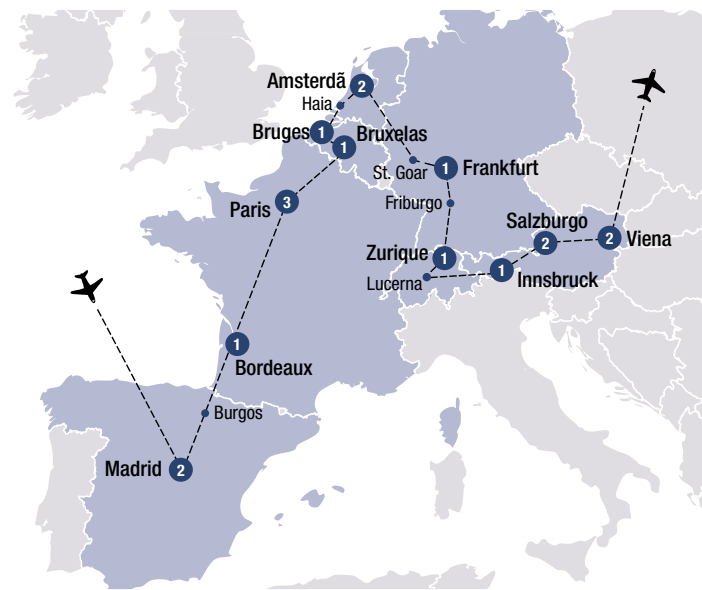 Amsterdã 2
Haia
Bruges 1
1 Bruxelas
St. Goar
1 Frankfurt
Paris 3
Friburgo
Salzburgo
2
2 Viena
Zurique 1
Lucerna
1 Innsbruck
1
Bordeaux
Burgos
Madrid 2